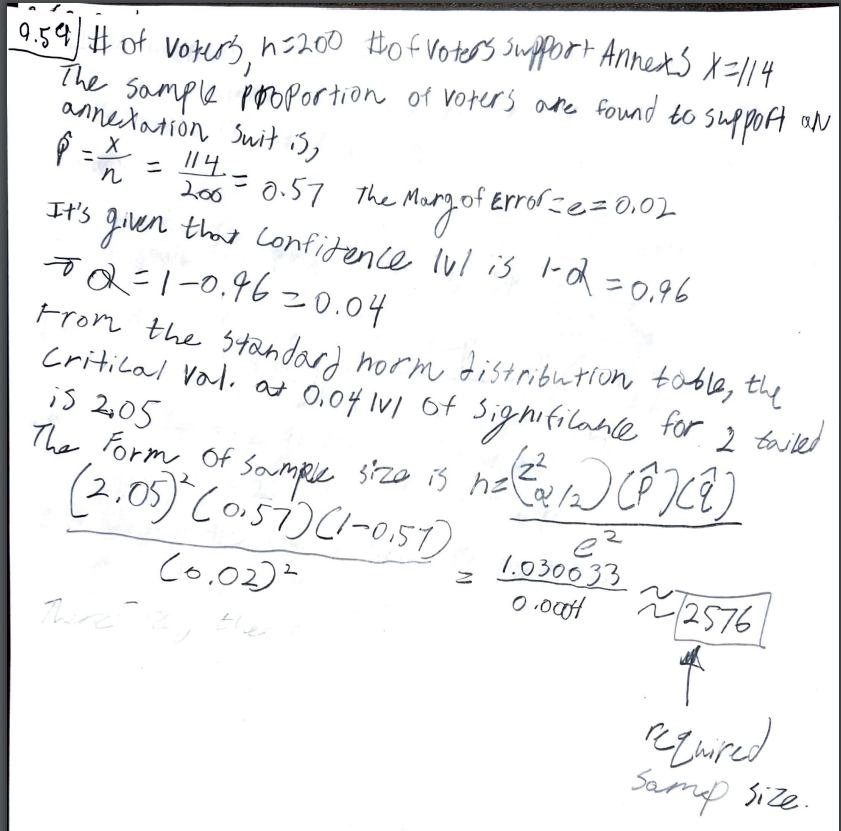 9.59 # of voters, n=200 # of voters support Annexs X=114
The sample proportion of voters are found to support an
annexation suit is,
p̂ = x/n = 114/200 = 0.57 The Marg of Error = e = 0.02
It's given that confidence lvl is 1-α = 0.96
⇒ α = 1-0.96 = 0.04
From the standard norm distribution table, the
critical val. at 0.04 lvl of significance for 2 tailed
is 2.05
The Form of sample size is n = (z²α/2)(p̂)(q̂) / e²
(2.05)²(0.57)(1-0.57) / (0.02)² = 1.030033 / 0.0004 ≈ 2576
required
samp size.